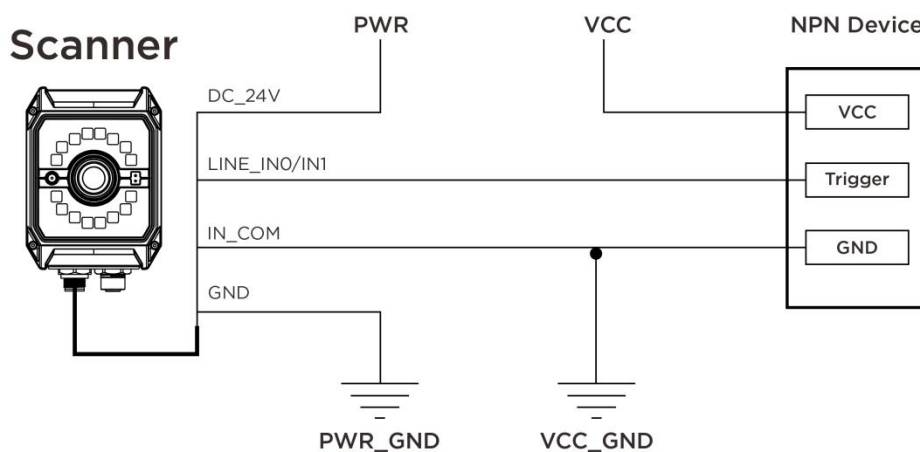 Scanner
PWR
VCC
NPN Device
DC_24V
VCC
LINE_IN0/IN1
Trigger
IN_COM
GND
GND
PWR_GND
VCC_GND